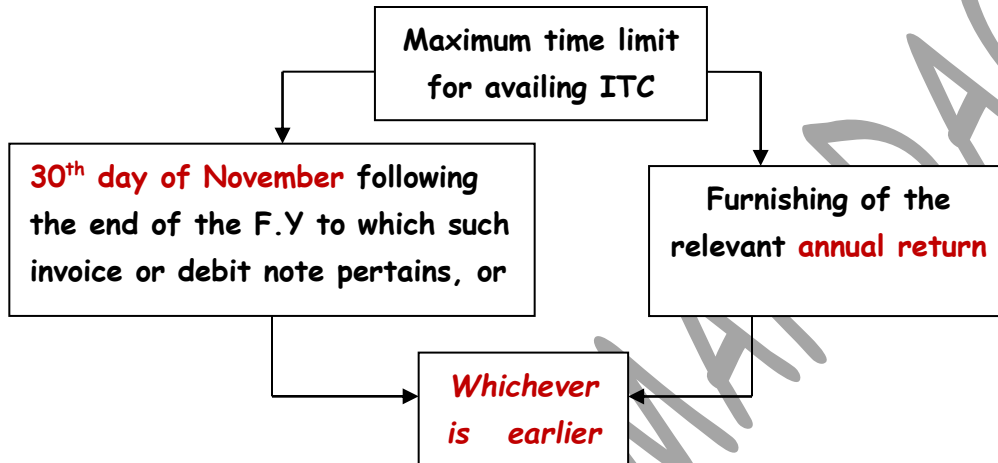 Maximum time limit
for availing ITC
30th day of November following
the end of the F.Y to which such
invoice or debit note pertains, or
Furnishing of the
relevant annual return
Whichever
is earlier